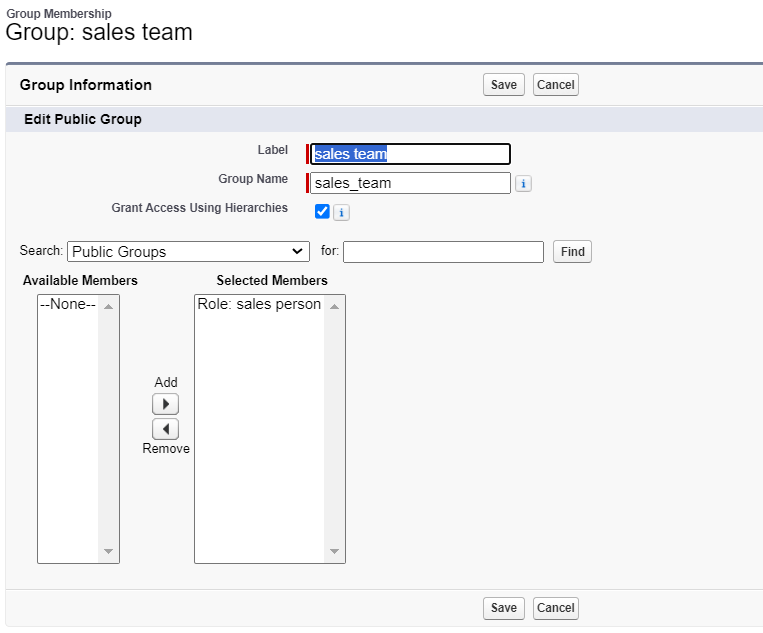 Group Membership
Group: sales team
Group Information Save Cancel
Edit Public Group
Label sales team
Group Name sales_team i
Grant Access Using Hierarchies i
Search: Public Groups for: Find
Available Members Selected Members
--None-- Role: sales person
Add
Remove
Save Cancel